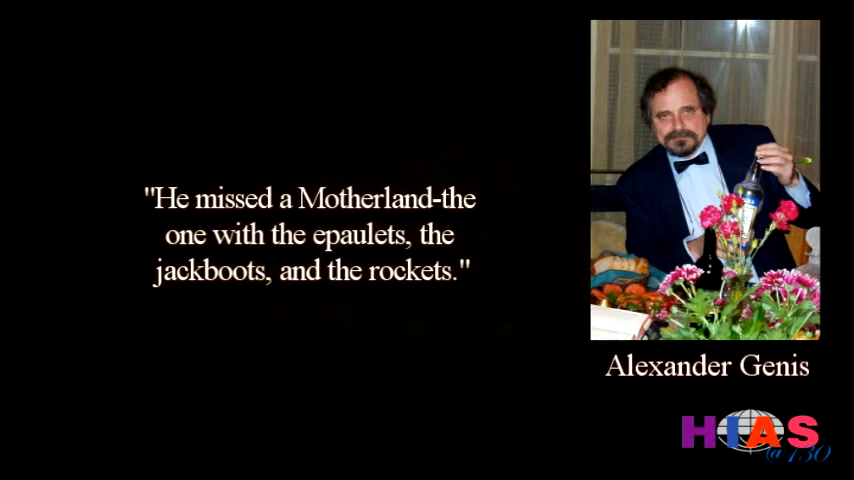 "He missed a Motherland-the
one with the epaulets, the
jackboots, and the rockets."
Alexander Genis
HIAS
@130